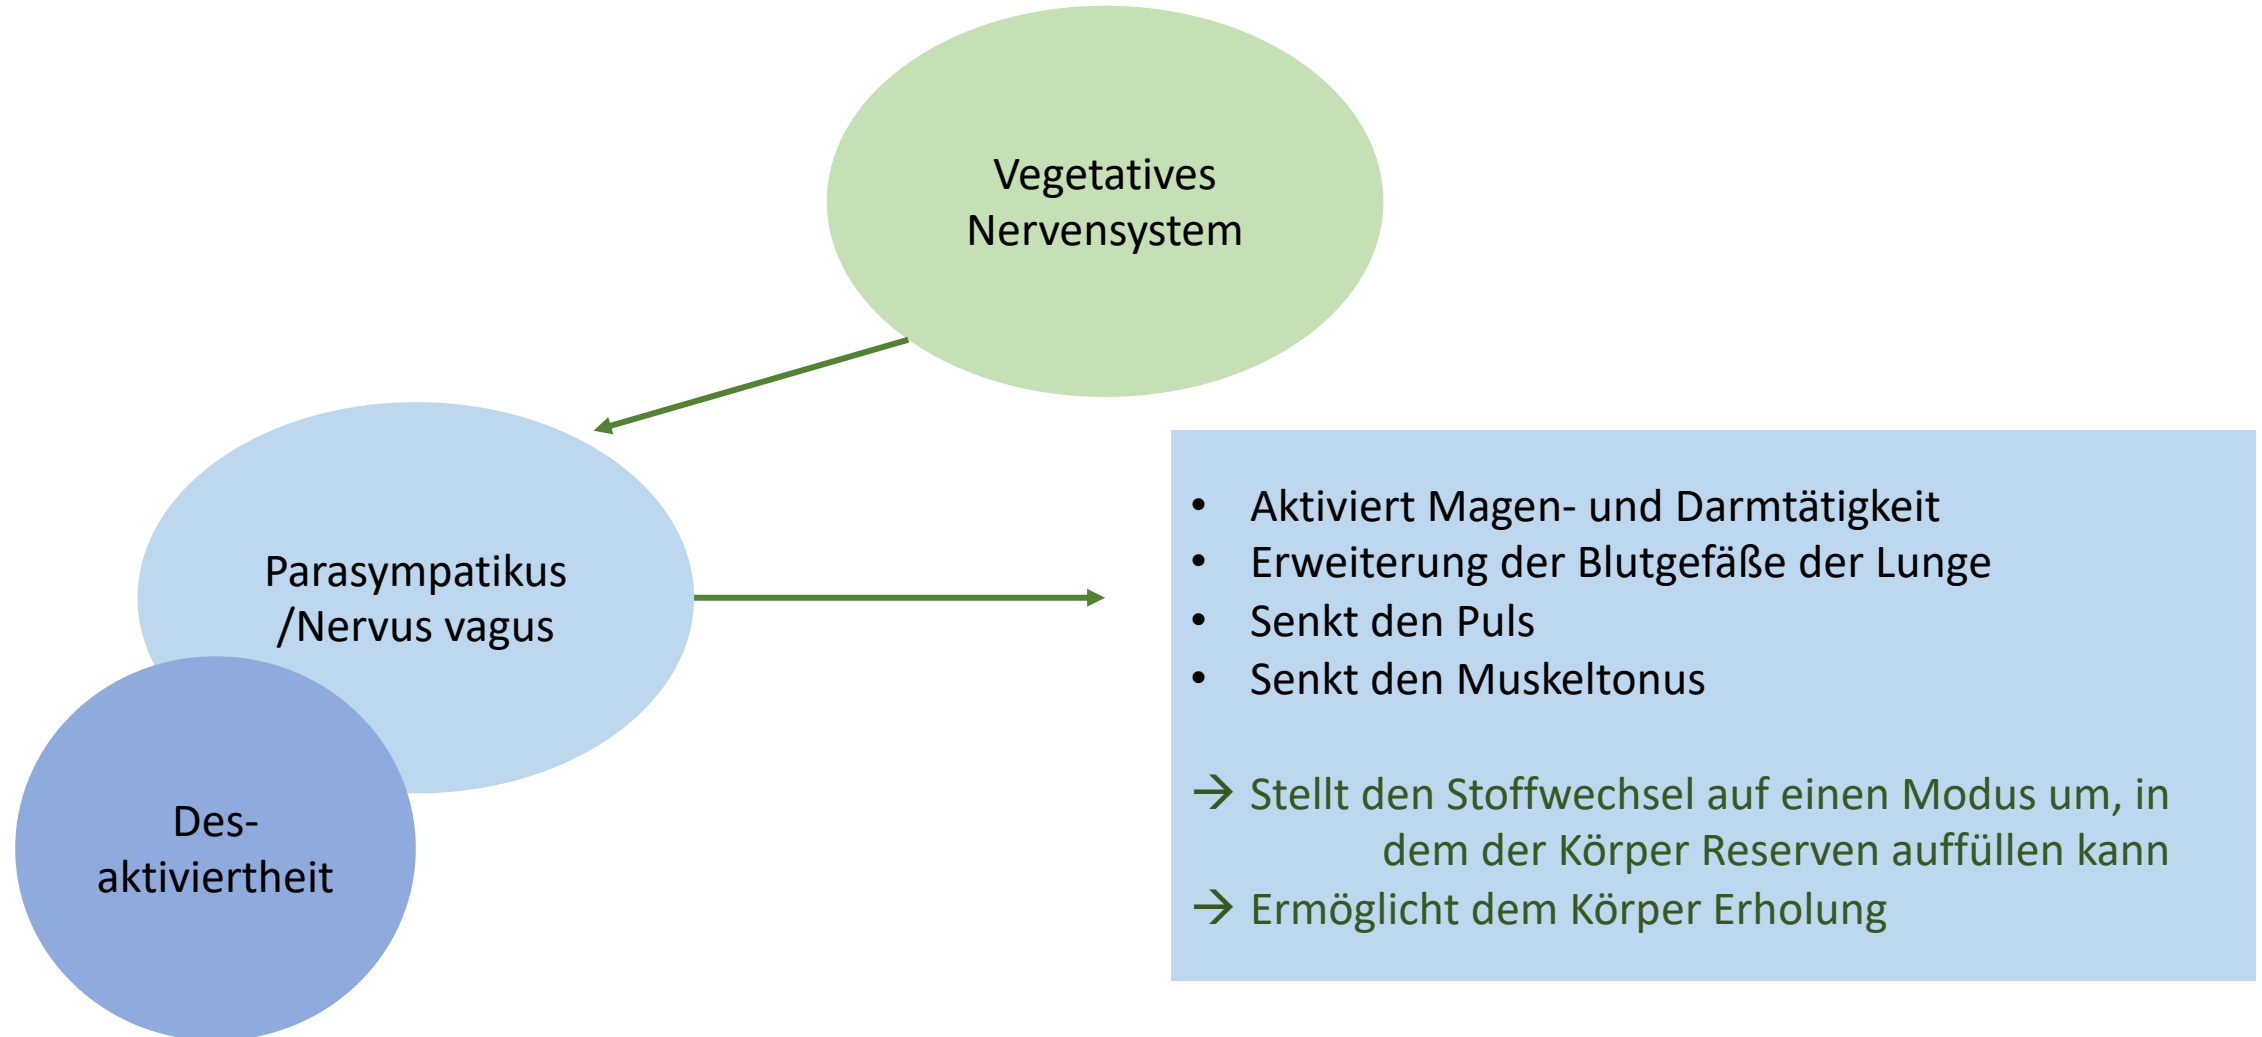 Vegetatives
Nervensystem
Parasympatikus
/Nervus vagus
Des-
aktiviertheit
• Aktiviert Magen- und Darmtätigkeit
• Erweiterung der Blutgefäße der Lunge
• Senkt den Puls
• Senkt den Muskeltonus
→ Stellt den Stoffwechsel auf einen Modus um, in
dem der Körper Reserven auffüllen kann
→ Ermöglicht dem Körper Erholung